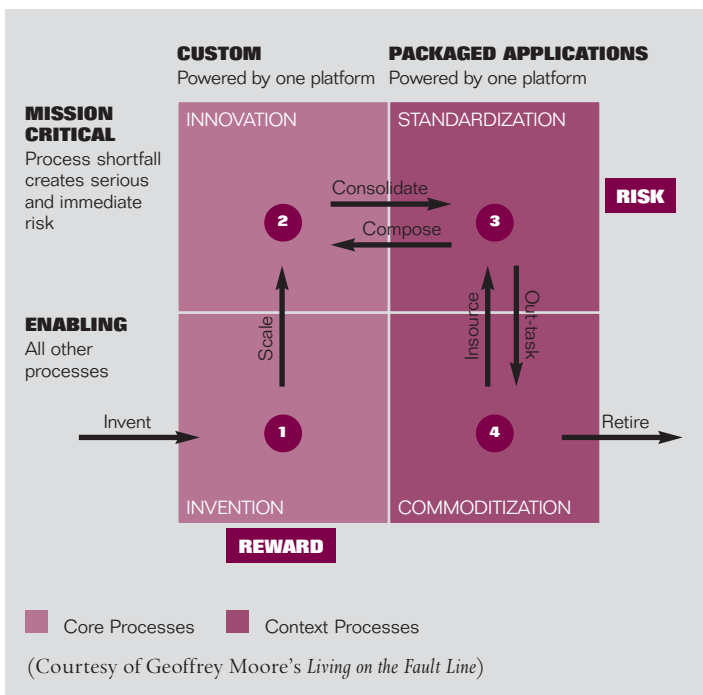 CUSTOM
Powered by one platform
PACKAGED APPLICATIONS
Powered by one platform
MISSION
CRITICAL
Process shortfall
creates serious
and immediate
risk
INNOVATION
STANDARDIZATION
Consolidate
2
3
Compose
RISK
ENABLING
All other
processes
Scale
Insource
Out-task
Invent
1
4
Retire
INVENTION
COMMODITIZATION
REWARD
Core Processes
Context Processes
(Courtesy of Geoffrey Moore's Living on the Fault Line)